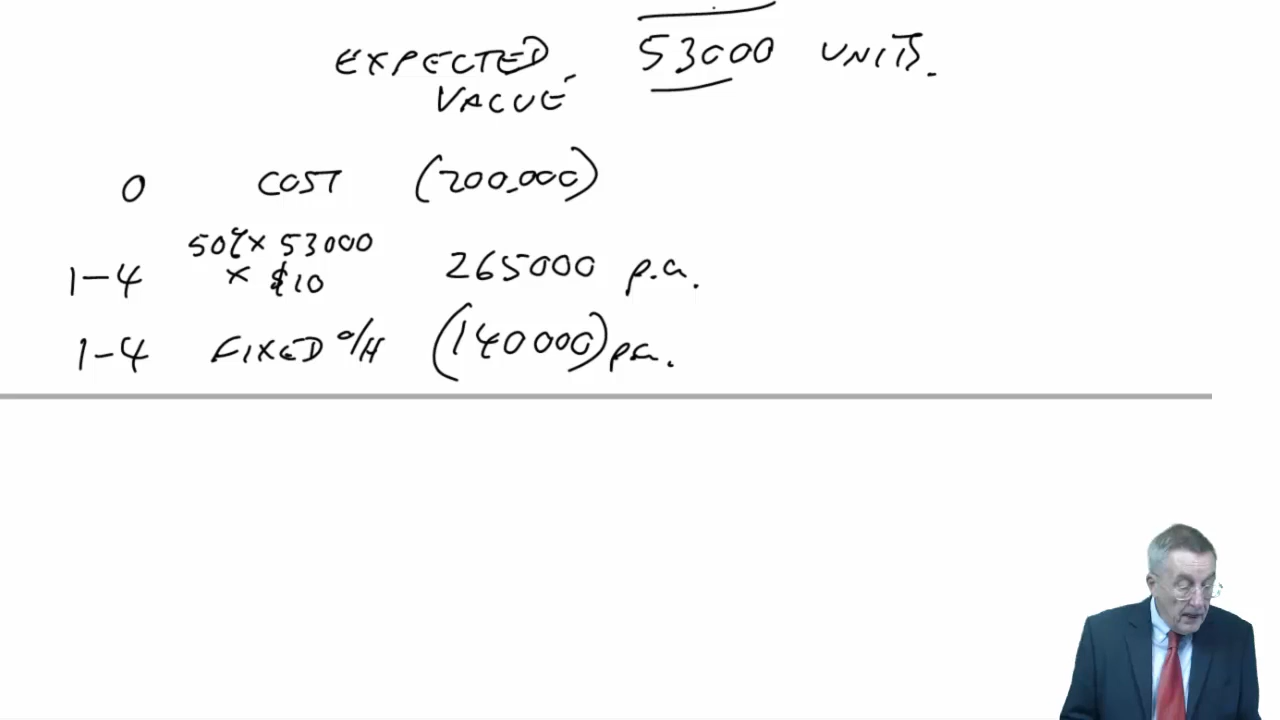 EXPECTED 53000 UNITS.
VALUE
0 COST (200,000)
50% × 53000
1-4 × $10 265000 p.a.
1-4 FIXED O/H (140000) p.a.